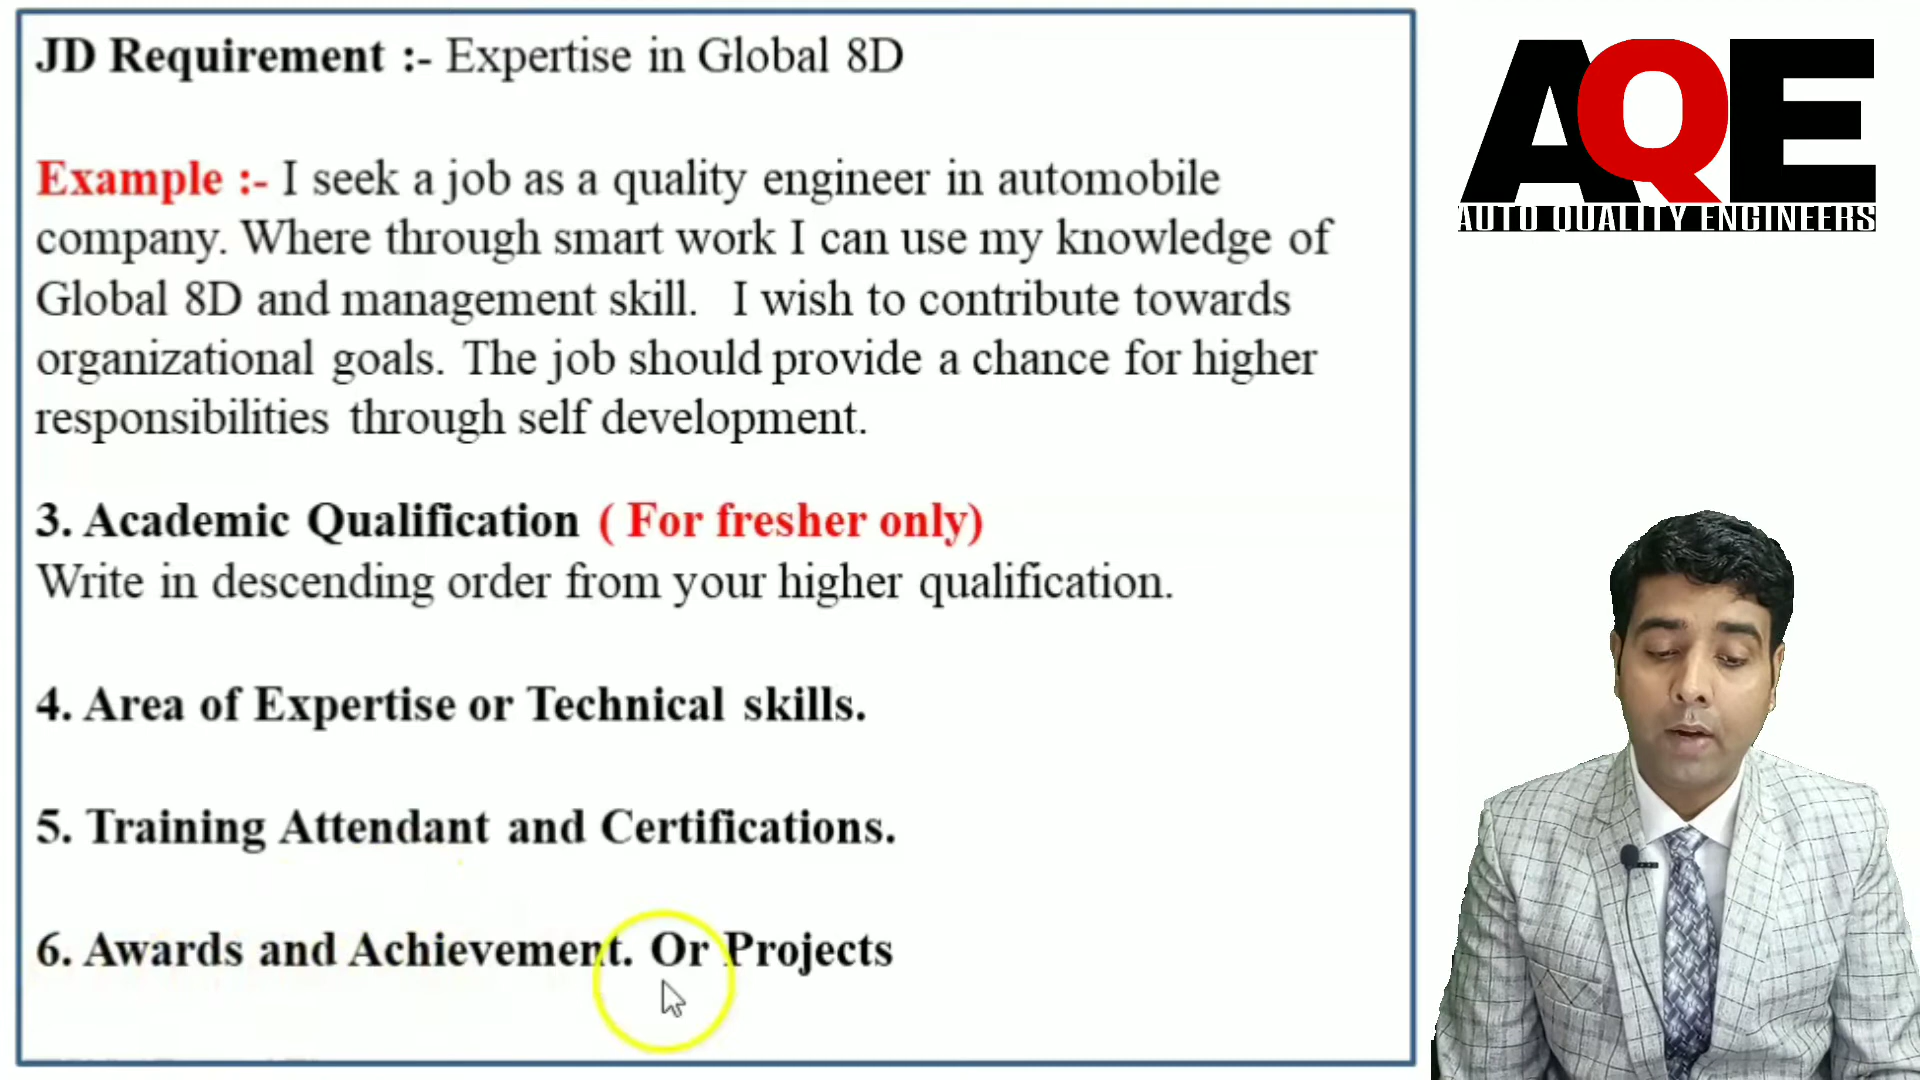 JD Requirement :- Expertise in Global 8D
Example :- I seek a job as a quality engineer in automobile
company. Where through smart work I can use my knowledge of
Global 8D and management skill. I wish to contribute towards
organizational goals. The job should provide a chance for higher
responsibilities through self development.
3. Academic Qualification ( For fresher only)
Write in descending order from your higher qualification.
4. Area of Expertise or Technical skills.
5. Training Attendant and Certifications.
6. Awards and Achievement. Or Projects
AQE
AUTO QUALITY ENGINEERS